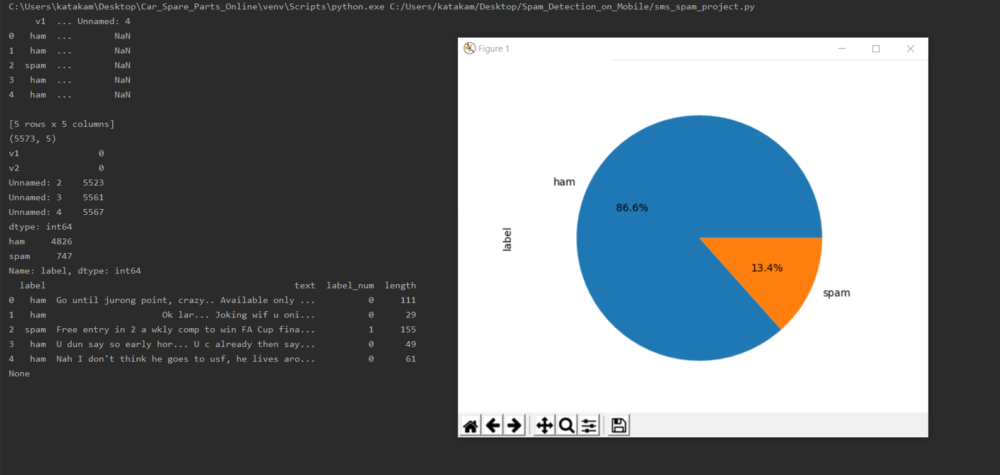 C:\Users\katakam\Desktop\Car_Spare_Parts_Online\venv\Scripts\python.exe C:/Users/katakam/Desktop/Spam_Detection_on_Mobile/sms_spam_project.py
v1 ... Unnamed: 4
0 ham ... NaN
1 ham ... NaN
2 spam ... NaN
3 ham ... NaN
4 ham ... NaN
[5 rows x 5 columns]
(5573, 5)
v1 0
v2 0
Unnamed: 2 5523
Unnamed: 3 5561
Unnamed: 4 5567
dtype: int64
ham 4826
spam 747
Name: label, dtype: int64
label text label_num length
0 ham Go until jurong point, crazy.. Available only ... 0 111
1 ham Ok lar... Joking wif u oni... 0 29
2 spam Free entry in 2 a wkly comp to win FA Cup fina... 1 155
3 ham U dun say so early hor... U c already then say... 0 49
4 ham Nah I don't think he goes to usf, he lives aro... 0 61
None
Figure 1
ham
86.6%
label
13.4%
spam